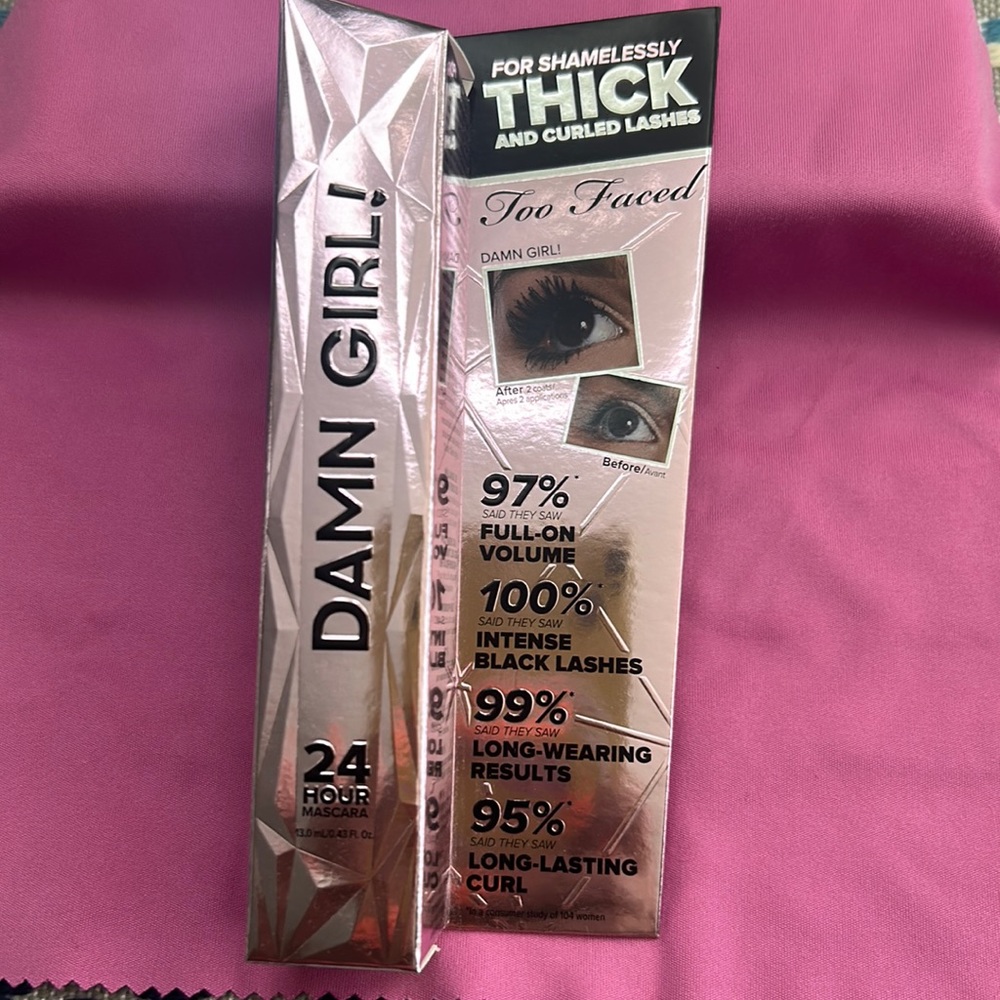 DAMN GIRL!
24
HOUR
MASCARA
13.0 mL/0.43 Fl. Oz.
FOR SHAMELESSLY
THICK
AND CURLED LASHES
Too Faced
DAMN GIRL!
After 2 coats/
Après 2 applications
Before/Avant
97%*
SAID THEY SAW
FULL-ON
VOLUME
100%*
SAID THEY SAW
INTENSE
BLACK LASHES
99%*
SAID THEY SAW
LONG-WEARING
RESULTS
95%*
SAID THEY SAW
LONG-LASTING
CURL
*In a consumer study of 104 women